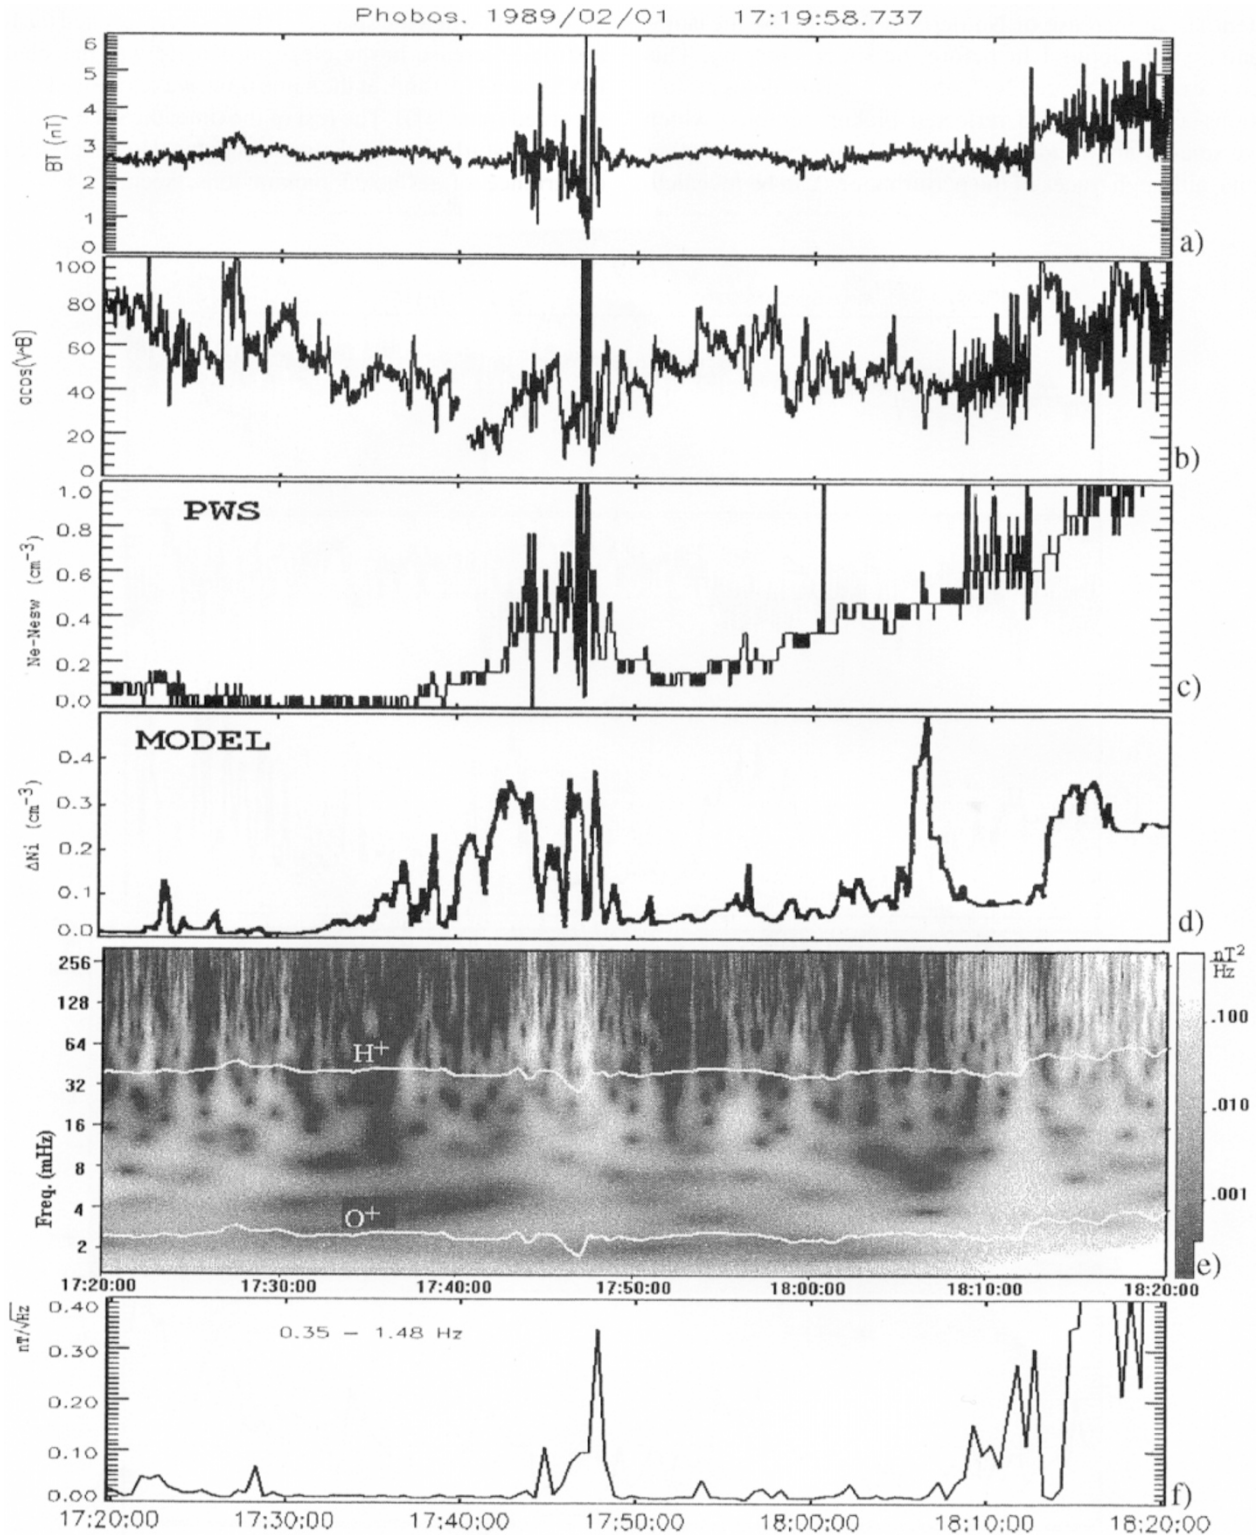 Phobos. 1989/02/01 17:19:58.737
6
5
4
3
2
1
0
BT (nT)
a)
100
80
60
40
20
0
acos(V^B)
b)
PWS
1.0
0.8
0.6
0.4
0.2
0.0
Ne-Nesw (cm⁻³)
c)
MODEL
0.4
0.3
0.2
0.1
0.0
ΔNi (cm⁻³)
d)
256
128
64
32
16
8
4
2
Freq. (mHz)
H⁺
O⁺
nT²
Hz
.100
.010
.001
e)
17:20:00 17:30:00 17:40:00 17:50:00 18:00:00 18:10:00 18:20:00
0.40
0.30
0.20
0.10
0.00
nT/√Hz
0.35 – 1.48 Hz
f)
17:20:00 17:30:00 17:40:00 17:50:00 18:00:00 18:10:00 18:20:00